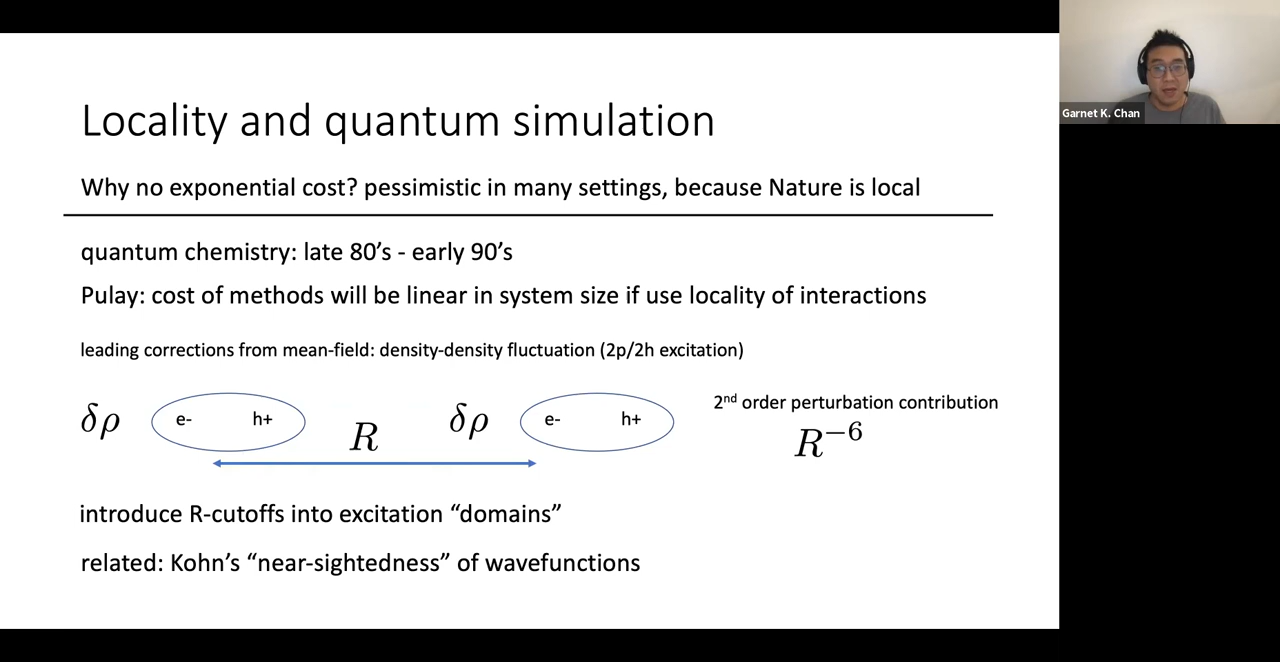 Locality and quantum simulation
Why no exponential cost? pessimistic in many settings, because Nature is local
quantum chemistry: late 80’s - early 90’s
Pulay: cost of methods will be linear in system size if use locality of interactions
leading corrections from mean-field: density-density fluctuation (2p/2h excitation)
δρ e- h+ R δρ e- h+
2nd order perturbation contribution
R⁻⁶
introduce R-cutoffs into excitation “domains”
related: Kohn’s “near-sightedness” of wavefunctions
Garnet K. Chan